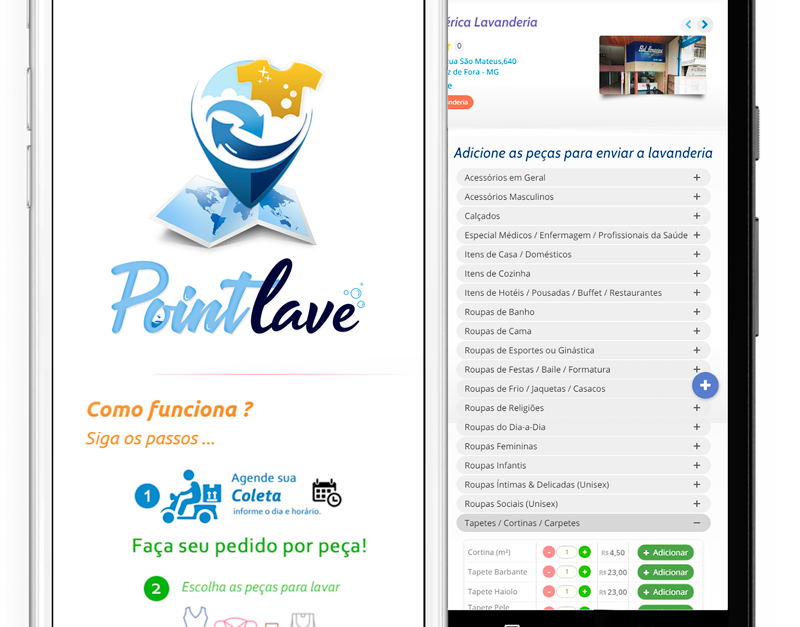 Pointlave
Como funciona ?
Siga os passos ...
1
Agende sua
Coleta
informe o dia e horário.
Faça seu pedido por peça!
2
Escolha as peças para lavar
Lavanderia
0
São Mateus,640
de Fora - MG
Adicione as peças para enviar a lavanderia
Acessórios em Geral +
Acessórios Masculinos +
Calçados +
Especial Médicos / Enfermagem / Profissionais da Saúde +
Itens de Casa / Domésticos +
Itens de Cozinha +
Itens de Hotéis / Pousadas / Buffet / Restaurantes +
Roupas de Banho +
Roupas de Cama +
Roupas de Esportes ou Ginástica +
Roupas de Festas / Baile / Formatura +
Roupas de Frio / Jaquetas / Casacos
+
Roupas de Religiões +
Roupas do Dia-a-Dia +
Roupas Femininas +
Roupas Infantis +
Roupas Íntimas & Delicadas (Unisex) +
Roupas Sociais (Unisex) +
Tapetes / Cortinas / Carpetes −
Cortina (m²) - 1 + R$ 4,50 + Adicionar
Tapete Barbante - 1 + R$ 23,00 + Adicionar
Tapete Haiolo - 1 + R$ 23,00 + Adicionar
Tapete Pele